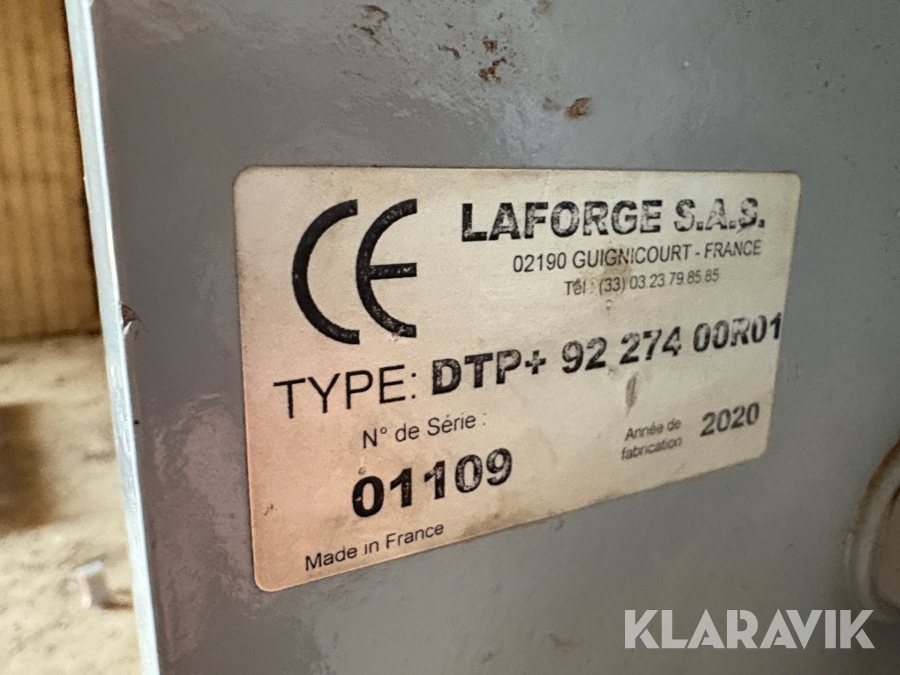 CE
LAFORGE S.A.S.
02190 GUIGNICOURT - FRANCE
Tél : (33) 03.23.79.85.85
TYPE: DTP+ 92 274 00R01
N° de Série :
01109
Année de
fabrication 2020
Made in France
KLARAVIK